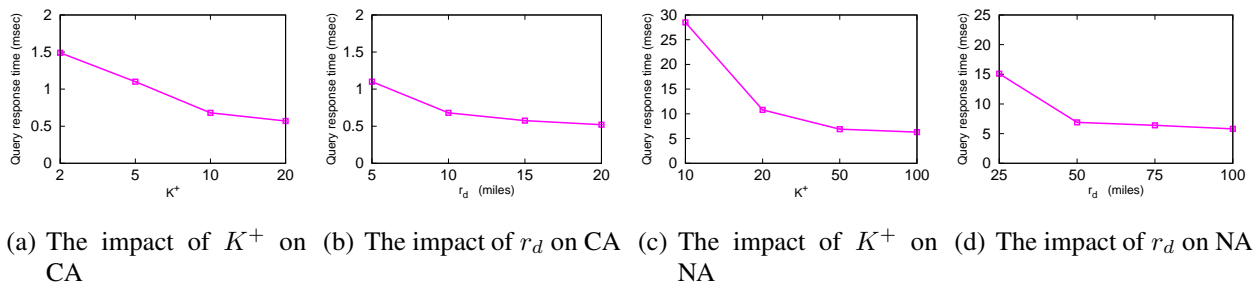 Query response time (msec)
2
1.5
1
0.5
0
2 5 10 20
K+
Query response time (msec)
2
1.5
1
0.5
0
5 10 15 20
r_d (miles)
Query response time (msec)
30
25
20
15
10
5
0
10 20 50 100
K+
Query response time (msec)
25
20
15
10
5
0
25 50 75 100
r_d (miles)
(a) The impact of K+ on
CA
(b) The impact of r_d on CA
(c) The impact of K+ on
NA
(d) The impact of r_d on NA